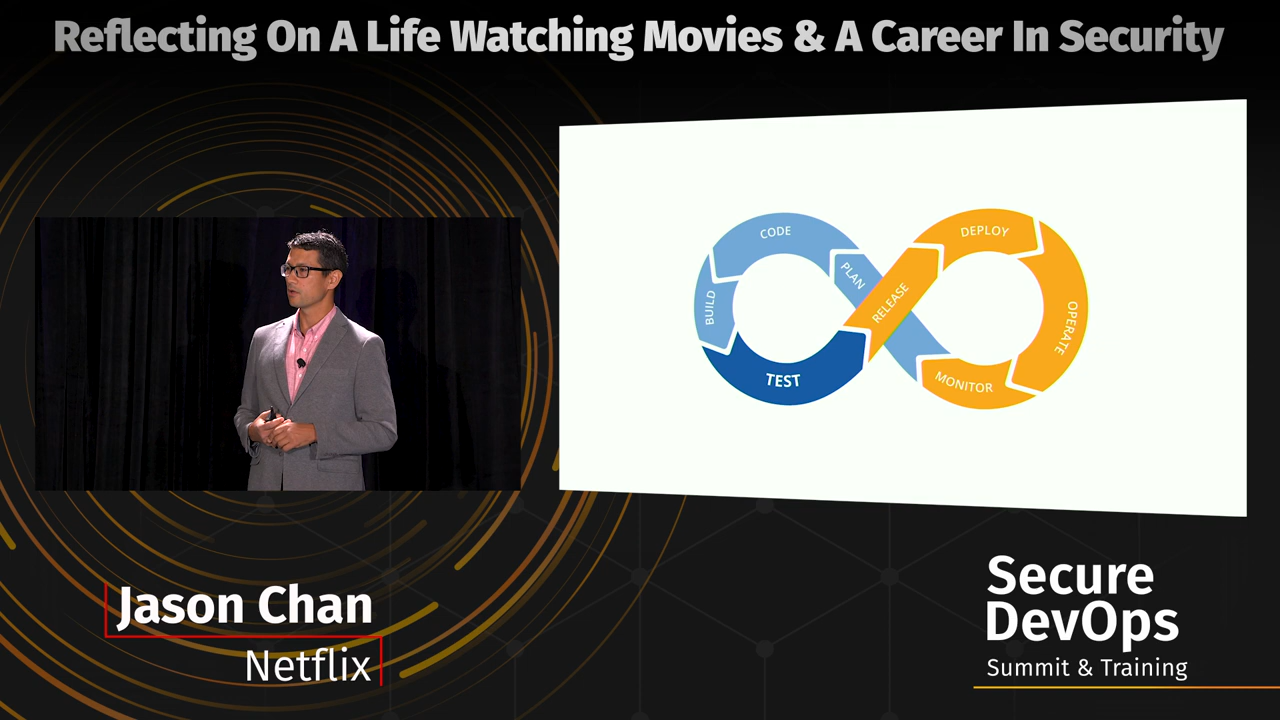 Reflecting On A Life Watching Movies & A Career In Security
CODE
PLAN
BUILD
TEST
RELEASE
DEPLOY
OPERATE
MONITOR
Jason Chan
Netflix
Secure
DevOps
Summit & Training